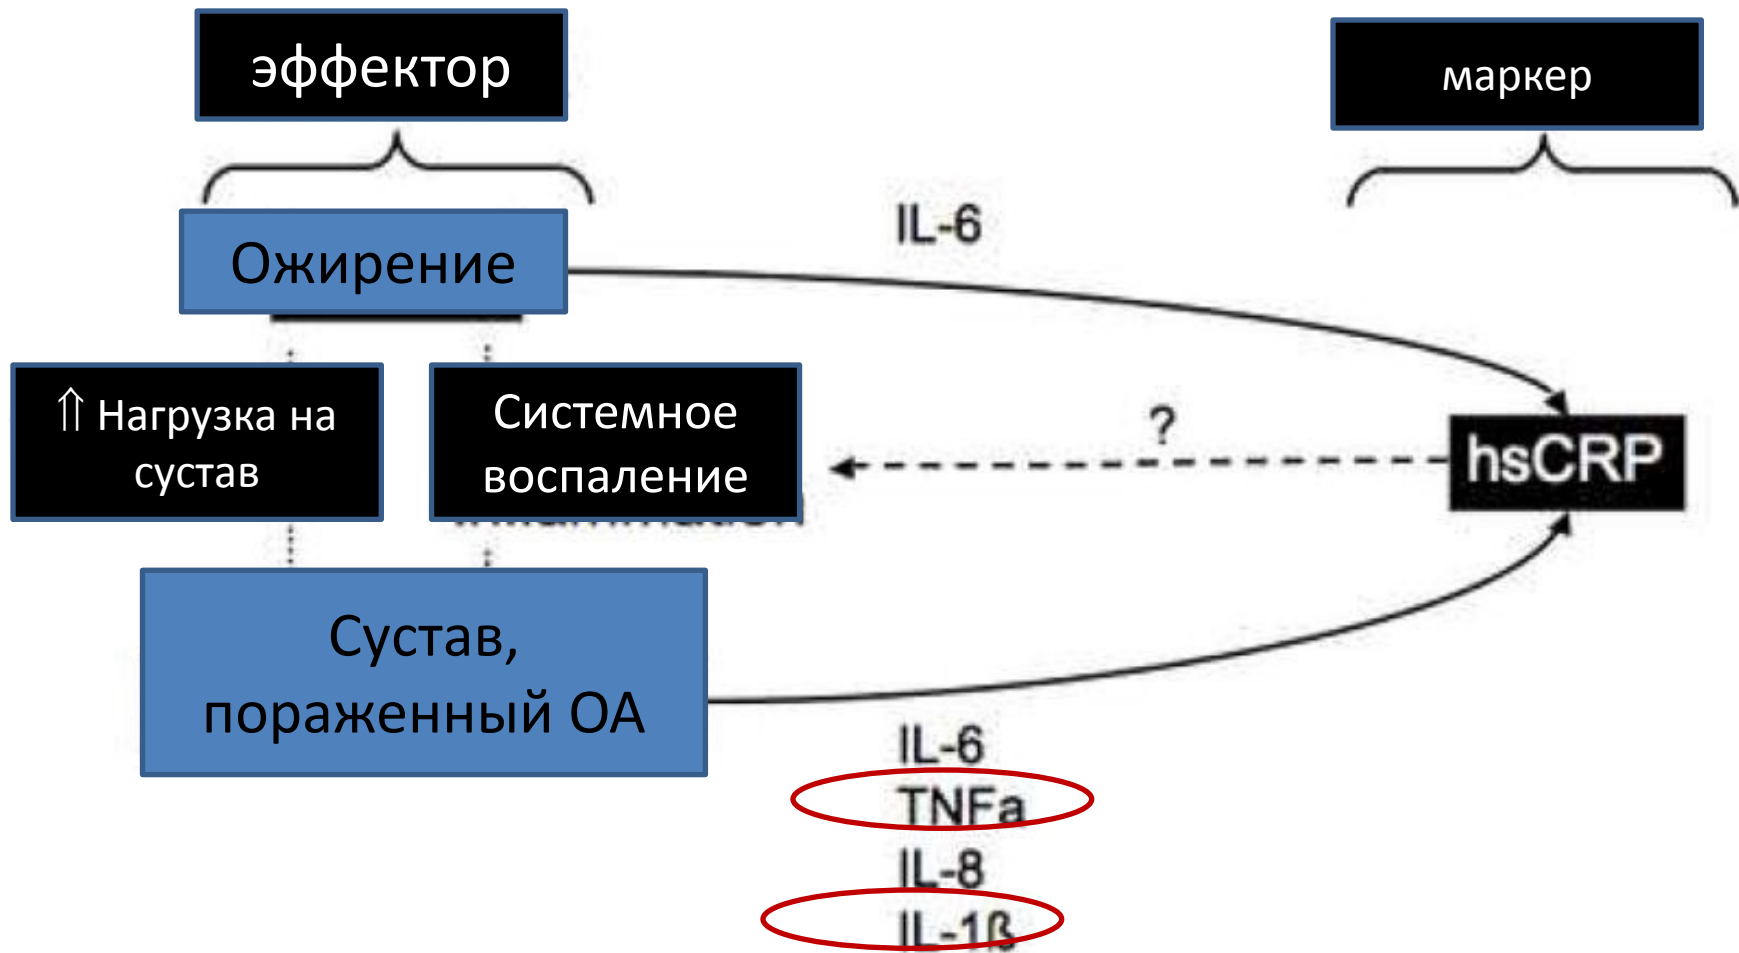 эффектор
маркер
IL-6
Ожирение
⇑ Нагрузка на
сустав
Системное
воспаление
?
hsCRP
Сустав,
пораженный ОА
IL-6
TNFa
IL-8
IL-1ß